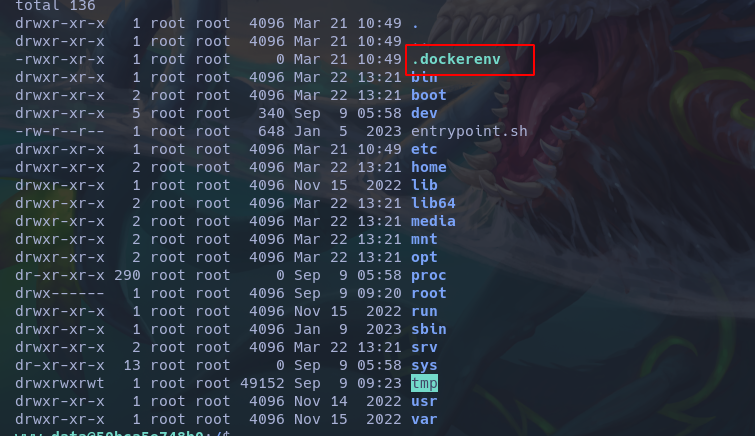 total 136
drwxr-xr-x   1 root root  4096 Mar 21 10:49 .
drwxr-xr-x   1 root root  4096 Mar 21 10:49 ..
-rwxr-xr-x   1 root root     0 Mar 21 10:49 .dockerenv
drwxr-xr-x   1 root root  4096 Mar 22 13:21 bin
drwxr-xr-x   2 root root  4096 Mar 22 13:21 boot
drwxr-xr-x   5 root root   340 Sep  9 05:58 dev
-rw-r--r--   1 root root   648 Jan  5  2023 entrypoint.sh
drwxr-xr-x   1 root root  4096 Mar 21 10:49 etc
drwxr-xr-x   2 root root  4096 Mar 22 13:21 home
drwxr-xr-x   1 root root  4096 Nov 15  2022 lib
drwxr-xr-x   2 root root  4096 Mar 22 13:21 lib64
drwxr-xr-x   2 root root  4096 Mar 22 13:21 media
drwxr-xr-x   2 root root  4096 Mar 22 13:21 mnt
drwxr-xr-x   2 root root  4096 Mar 22 13:21 opt
dr-xr-xr-x 290 root root     0 Sep  9 05:58 proc
drwx------   1 root root  4096 Sep  9 09:20 root
drwxr-xr-x   1 root root  4096 Nov 15  2022 run
drwxr-xr-x   1 root root  4096 Jan  9  2023 sbin
drwxr-xr-x   2 root root  4096 Mar 22 13:21 srv
dr-xr-xr-x  13 root root     0 Sep  9 05:58 sys
drwxrwxrwt   1 root root 49152 Sep  9 09:23 tmp
drwxr-xr-x   1 root root  4096 Nov 14  2022 usr
drwxr-xr-x   1 root root  4096 Nov 15  2022 var